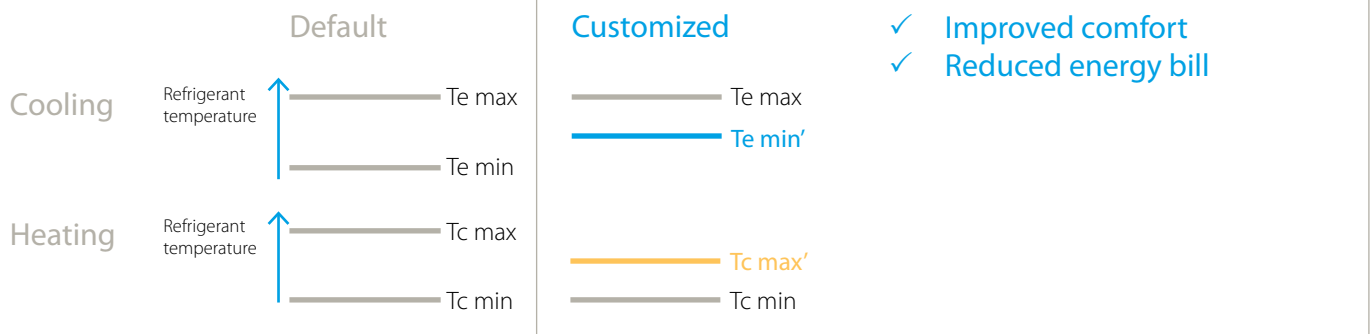 Default
Customized
✓ Improved comfort
✓ Reduced energy bill
Cooling
Refrigerant
temperature
Te max
Te min
Te max
Te min′
Heating
Refrigerant
temperature
Tc max
Tc min
Tc max′
Tc min